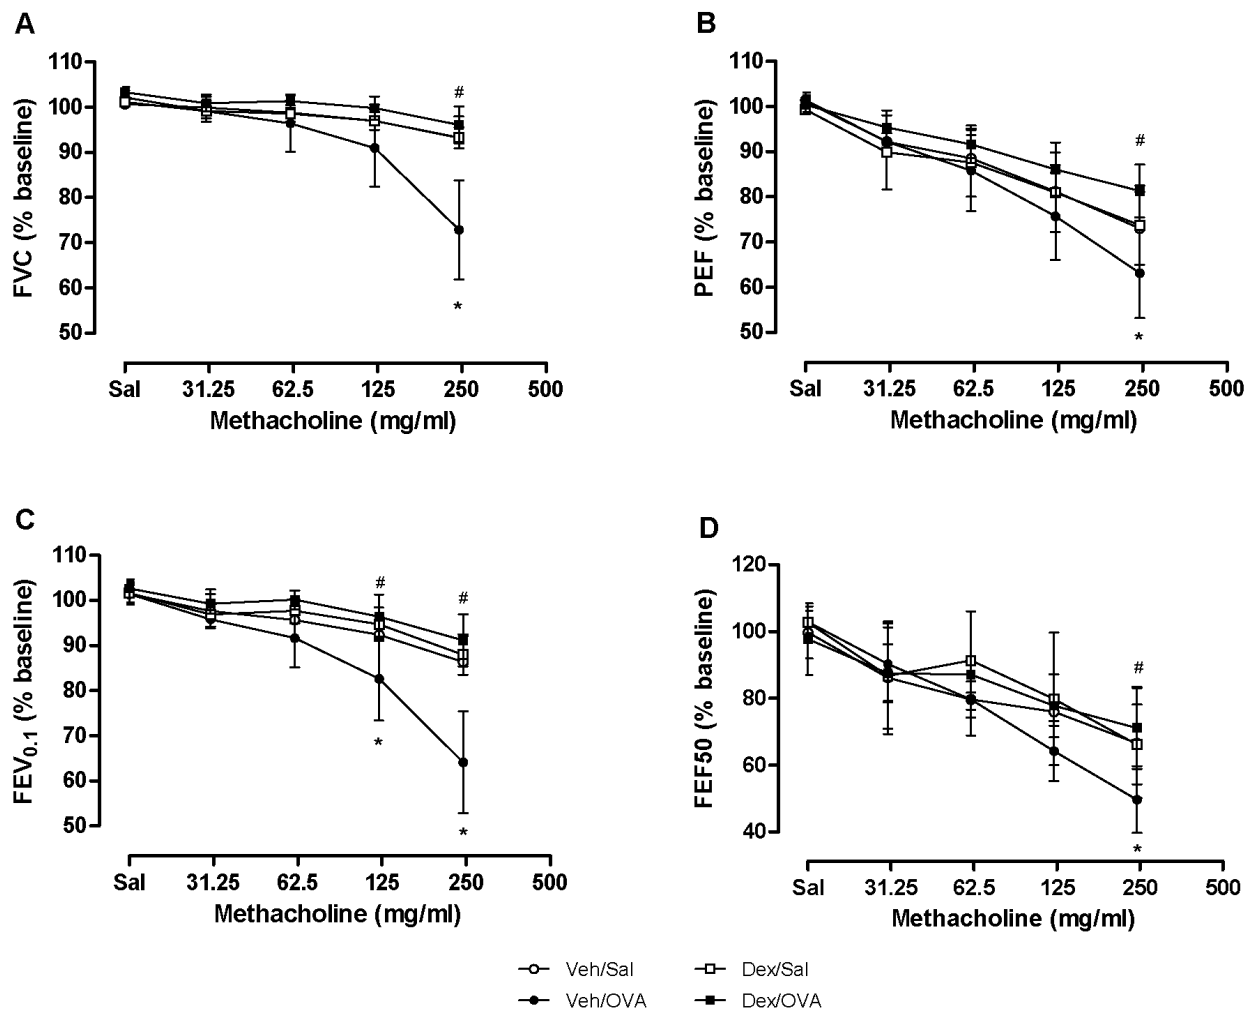 A
110
100
90
80
70
60
50
FVC (% baseline)
#
*
Sal 31.25 62.5 125 250 500
Methacholine (mg/ml)
B
110
100
90
80
70
60
50
PEF (% baseline)
#
*
Sal 31.25 62.5 125 250 500
Methacholine (mg/ml)
C
110
100
90
80
70
60
50
FEV0.1 (% baseline)
# #
* *
Sal 31.25 62.5 125 250 500
Methacholine (mg/ml)
D
120
100
80
60
40
FEF50 (% baseline)
#
*
Sal 31.25 62.5 125 250 500
Methacholine (mg/ml)
Veh/Sal Dex/Sal
Veh/OVA Dex/OVA